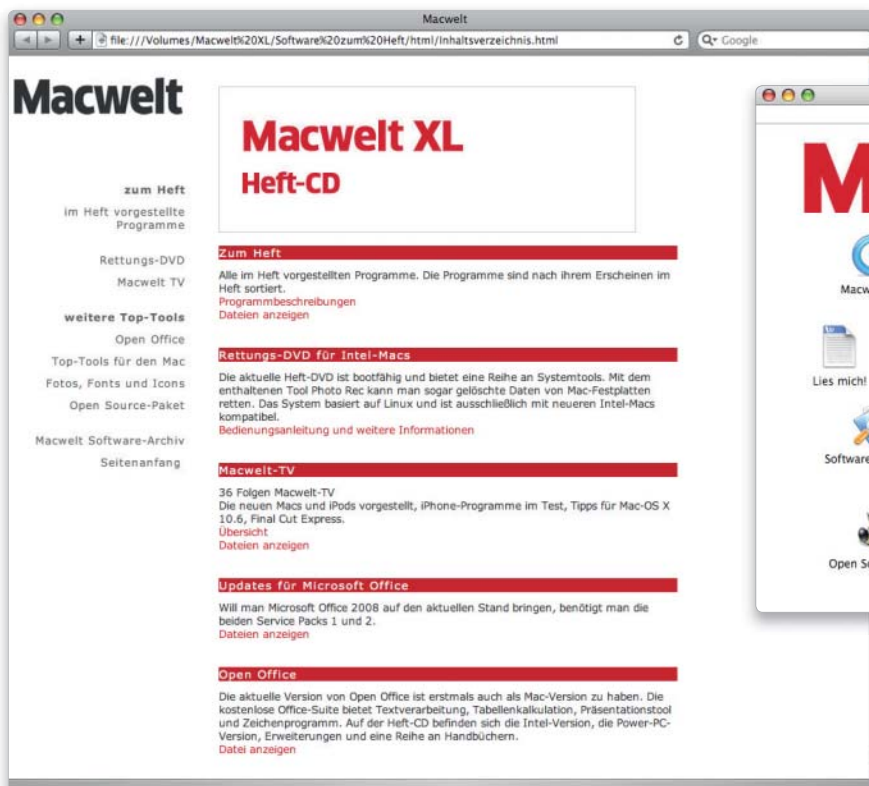 Macwelt
file:///Volumes/Macwelt%20XL/Software%20zum%20Heft/html/Inhaltsverzeichnis.html
Google
Macwelt
zum Heft
im Heft vorgestellte
Programme
Rettungs-DVD
Macwelt TV
weitere Top-Tools
Open Office
Top-Tools für den Mac
Fotos, Fonts und Icons
Open Source-Paket
Macwelt Software-Archiv
Seitenanfang
Macwelt XL
Heft-CD
Zum Heft
Alle im Heft vorgestellten Programme. Die Programme sind nach ihrem Erscheinen im
Heft sortiert.
Programmbeschreibungen
Dateien anzeigen
Rettungs-DVD für Intel-Macs
Die aktuelle Heft-DVD ist bootfähig und bietet eine Reihe an Systemtools. Mit dem
enthaltenen Tool Photo Rec kann man sogar gelöschte Daten von Mac-Festplatten
retten. Das System basiert auf Linux und ist ausschließlich mit neueren Intel-Macs
kompatibel.
Bedienungsanleitung und weitere Informationen
Macwelt-TV
36 Folgen Macwelt-TV
Die neuen Macs und iPods vorgestellt, iPhone-Programme im Test, Tipps für Mac-OS X
10.6, Final Cut Express.
Übersicht
Dateien anzeigen
Updates für Microsoft Office
Will man Microsoft Office 2008 auf den aktuellen Stand bringen, benötigt man die
beiden Service Packs 1 und 2.
Dateien anzeigen
Open Office
Die aktuelle Version von Open Office ist erstmals auch als Mac-Version zu haben. Die
kostenlose Office-Suite bietet Textverarbeitung, Tabellenkalkulation, Präsentationstool
und Zeichenprogramm. Auf der Heft-CD befinden sich die Intel-Version, die Power-PC-
Version, Erweiterungen und eine Reihe an Handbüchern.
Datei anzeigen
M
Macw
Lies mich!
Software
Open So